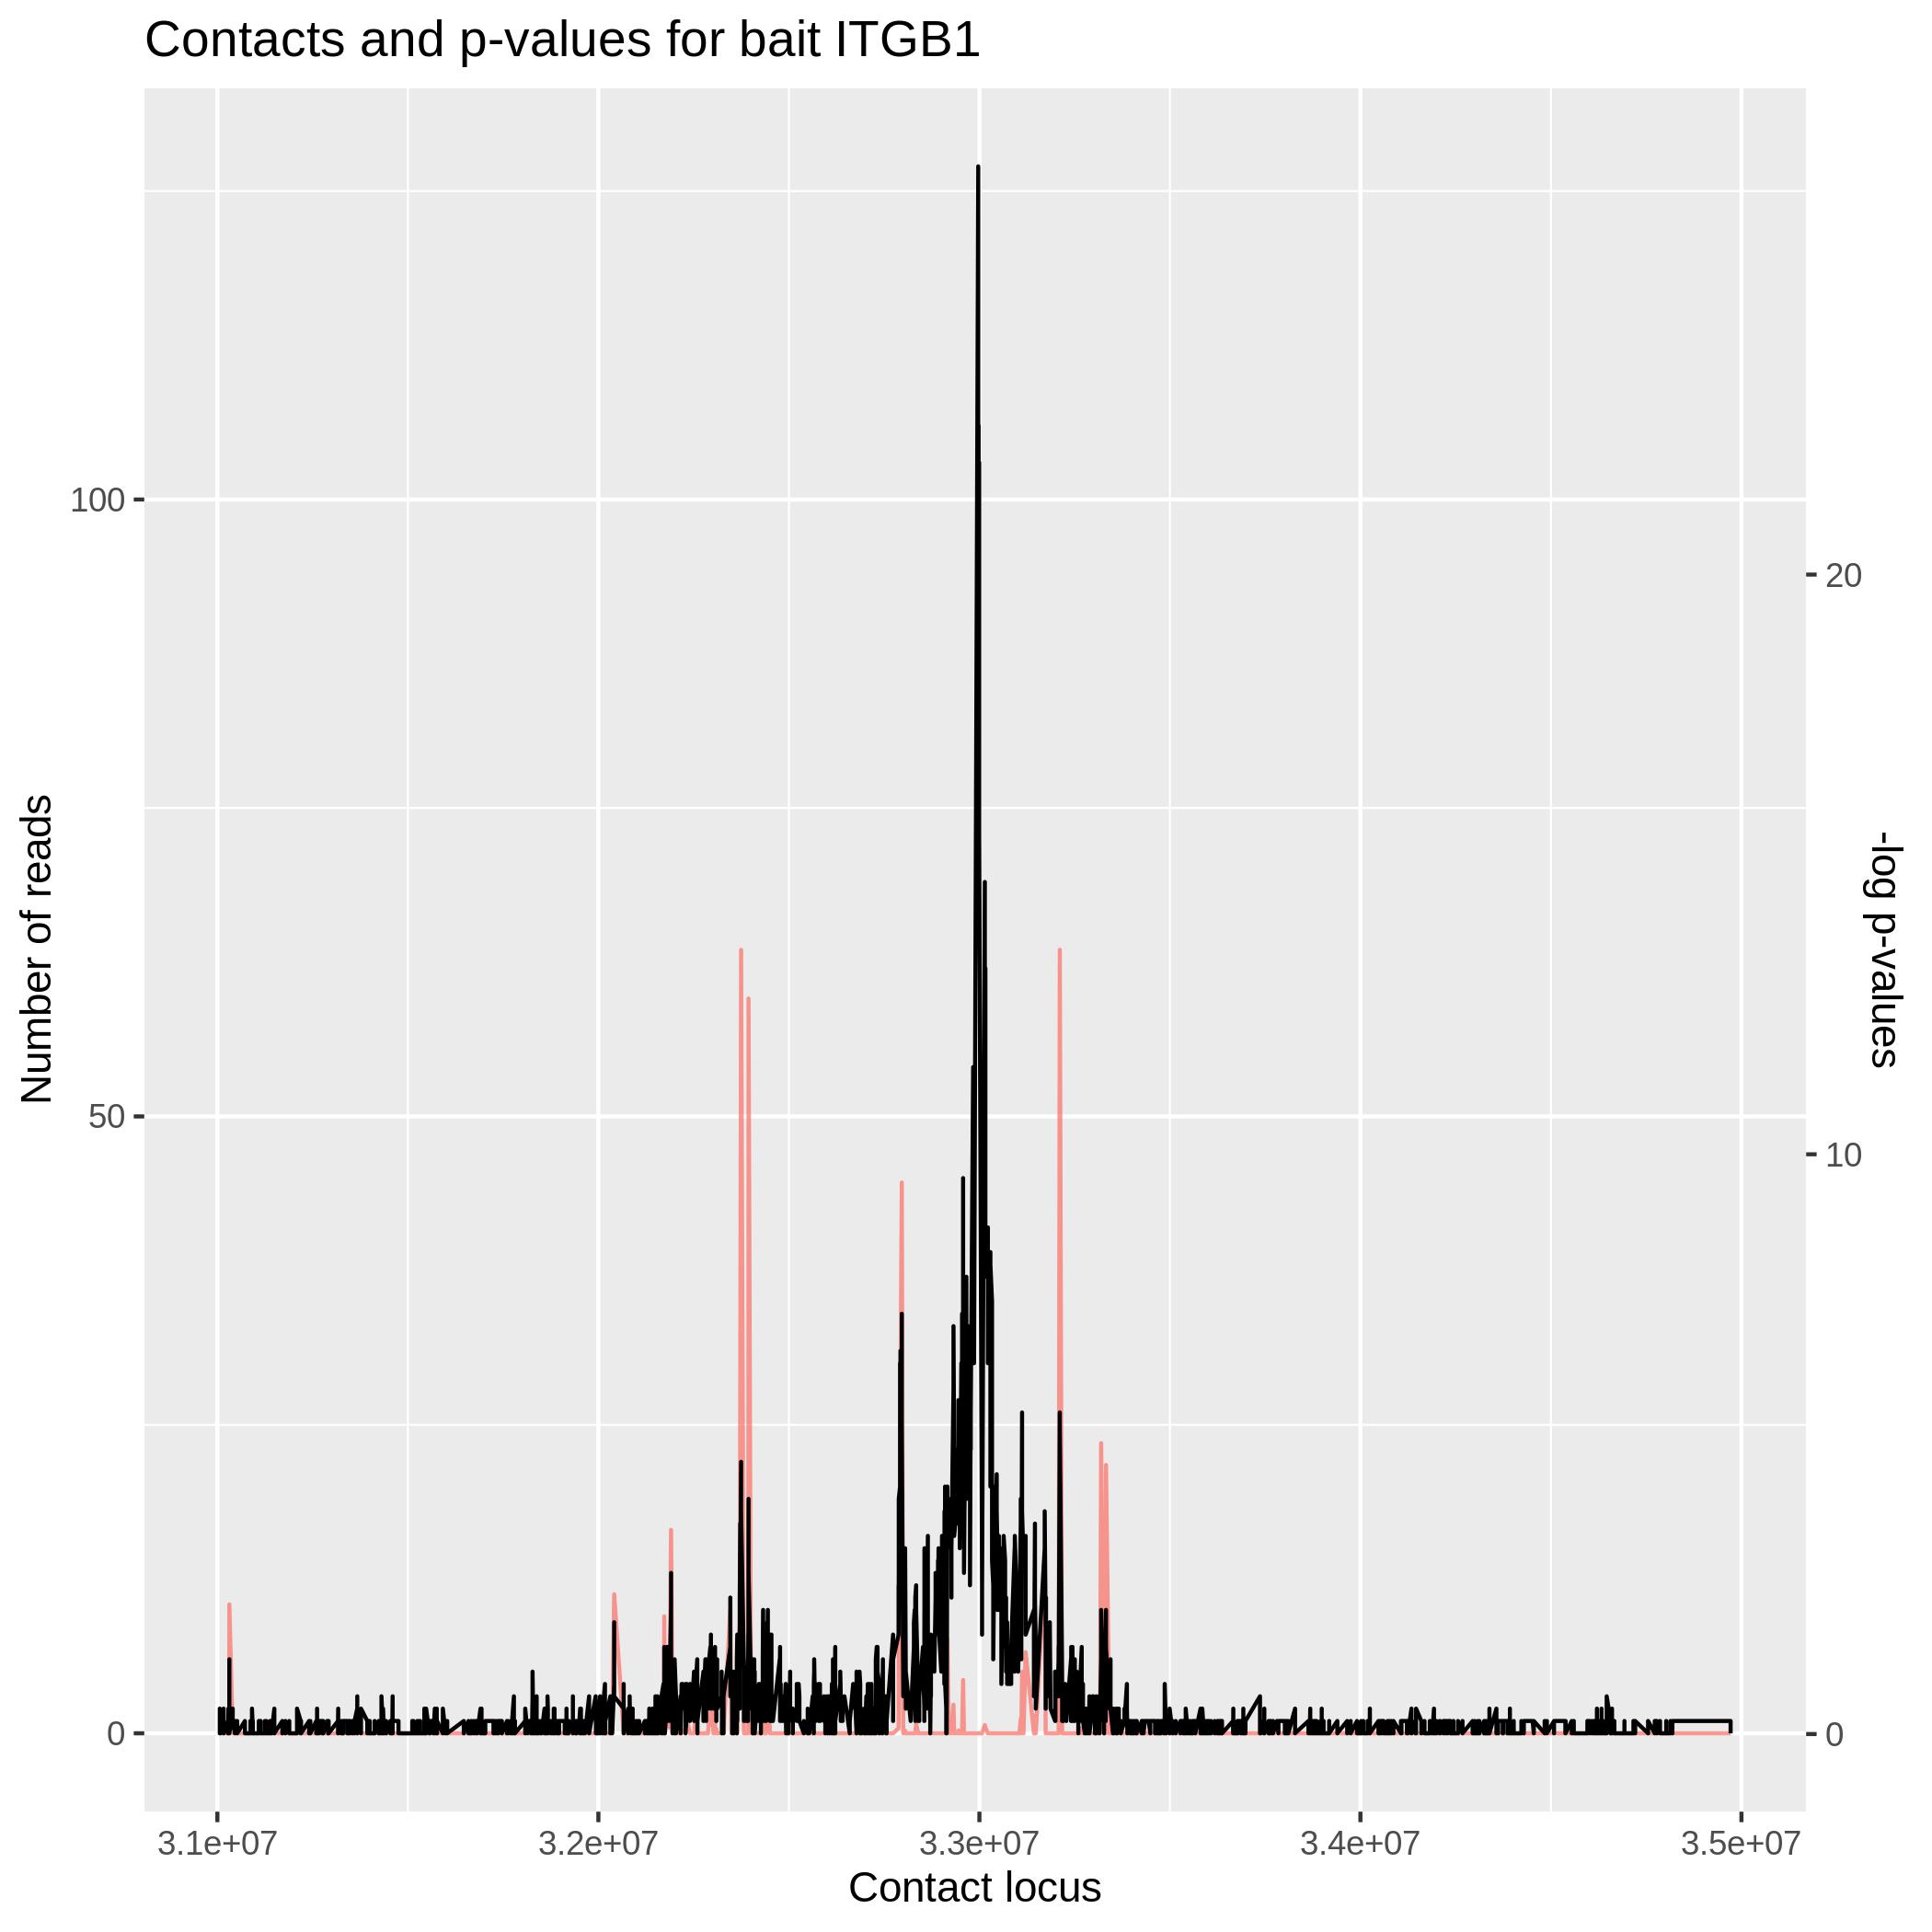 Contacts and p-values for bait ITGB1
Number of reads
100
50
0
20
10
0
-log p-values
3.1e+07
3.2e+07
3.3e+07
3.4e+07
3.5e+07
Contact locus